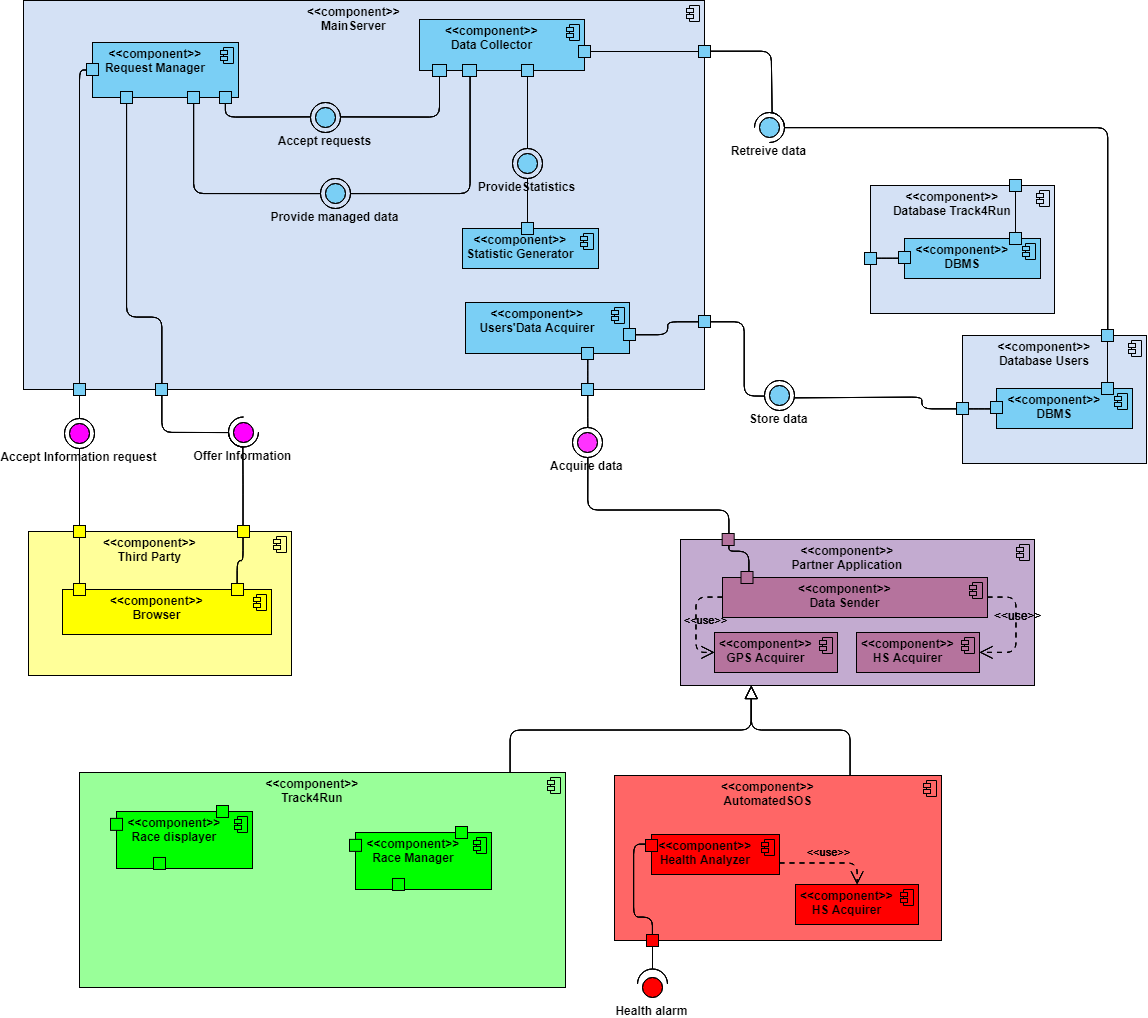 <<component>>
MainServer
<<component>>
Data Collector
<<component>>
Request Manager
Accept requests
Retreive data
Provide Statistics
Provide managed data
<<component>>
Database Track4Run
<<component>>
Statistic Generator
<<component>>
DBMS
<<component>>
Users'Data Acquirer
<<component>>
Database Users
<<component>>
DBMS
Store data
Accept Information request
Offer Information
Acquire data
<<component>>
Third Party
<<component>>
Browser
<<component>>
Partner Application
<<component>>
Data Sender
<<use>>
<<use>>
<<component>>
GPS Acquirer
<<component>>
HS Acquirer
<<component>>
Track4Run
<<component>>
Race displayer
<<component>>
Race Manager
<<component>>
AutomatedSOS
<<component>>
Health Analyzer
<<use>>
<<component>>
HS Acquirer
Health alarm